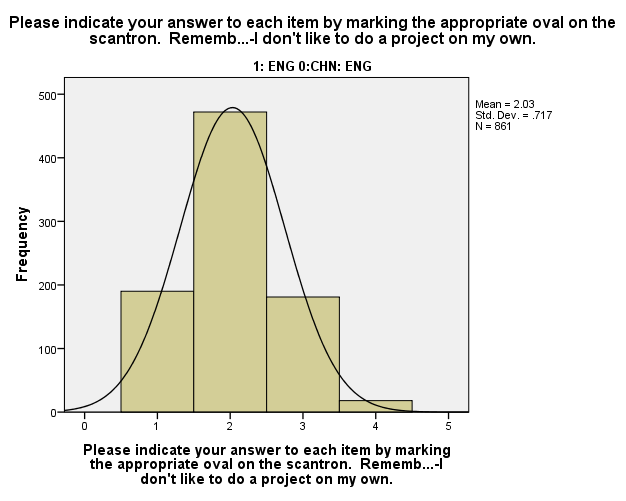 Please indicate your answer to each item by marking the appropriate oval on the
scantron.  Rememb...-I don't like to do a project on my own.
1: ENG 0:CHN: ENG
Mean = 2.03
Std. Dev. = .717
N = 861
Frequency
500
400
300
200
100
0
0 1 2 3 4 5
Please indicate your answer to each item by marking
the appropriate oval on the scantron.  Rememb...-I
don't like to do a project on my own.